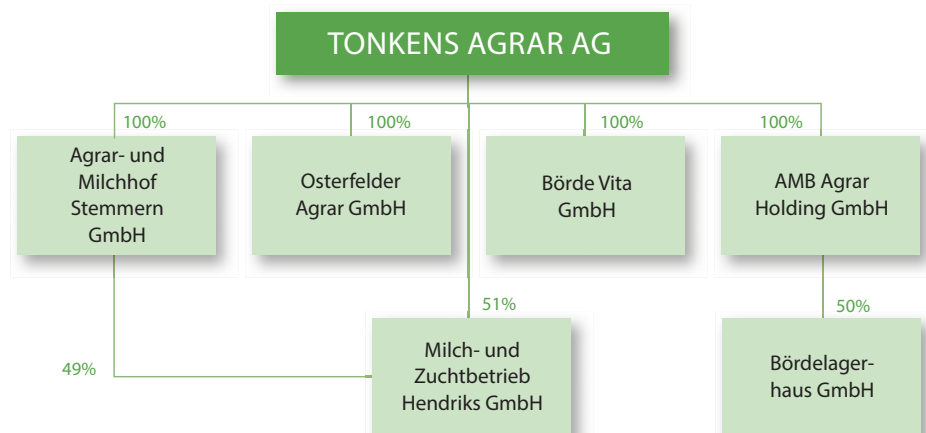 TONKENS AGRAR AG
100%
100%
100%
100%
Agrar- und
Milchhof
Stemmern
GmbH
Osterfelder
Agrar GmbH
Börde Vita
GmbH
AMB Agrar
Holding GmbH
51%
50%
49%
Milch- und
Zuchtbetrieb
Hendriks GmbH
Bördelager-
haus GmbH